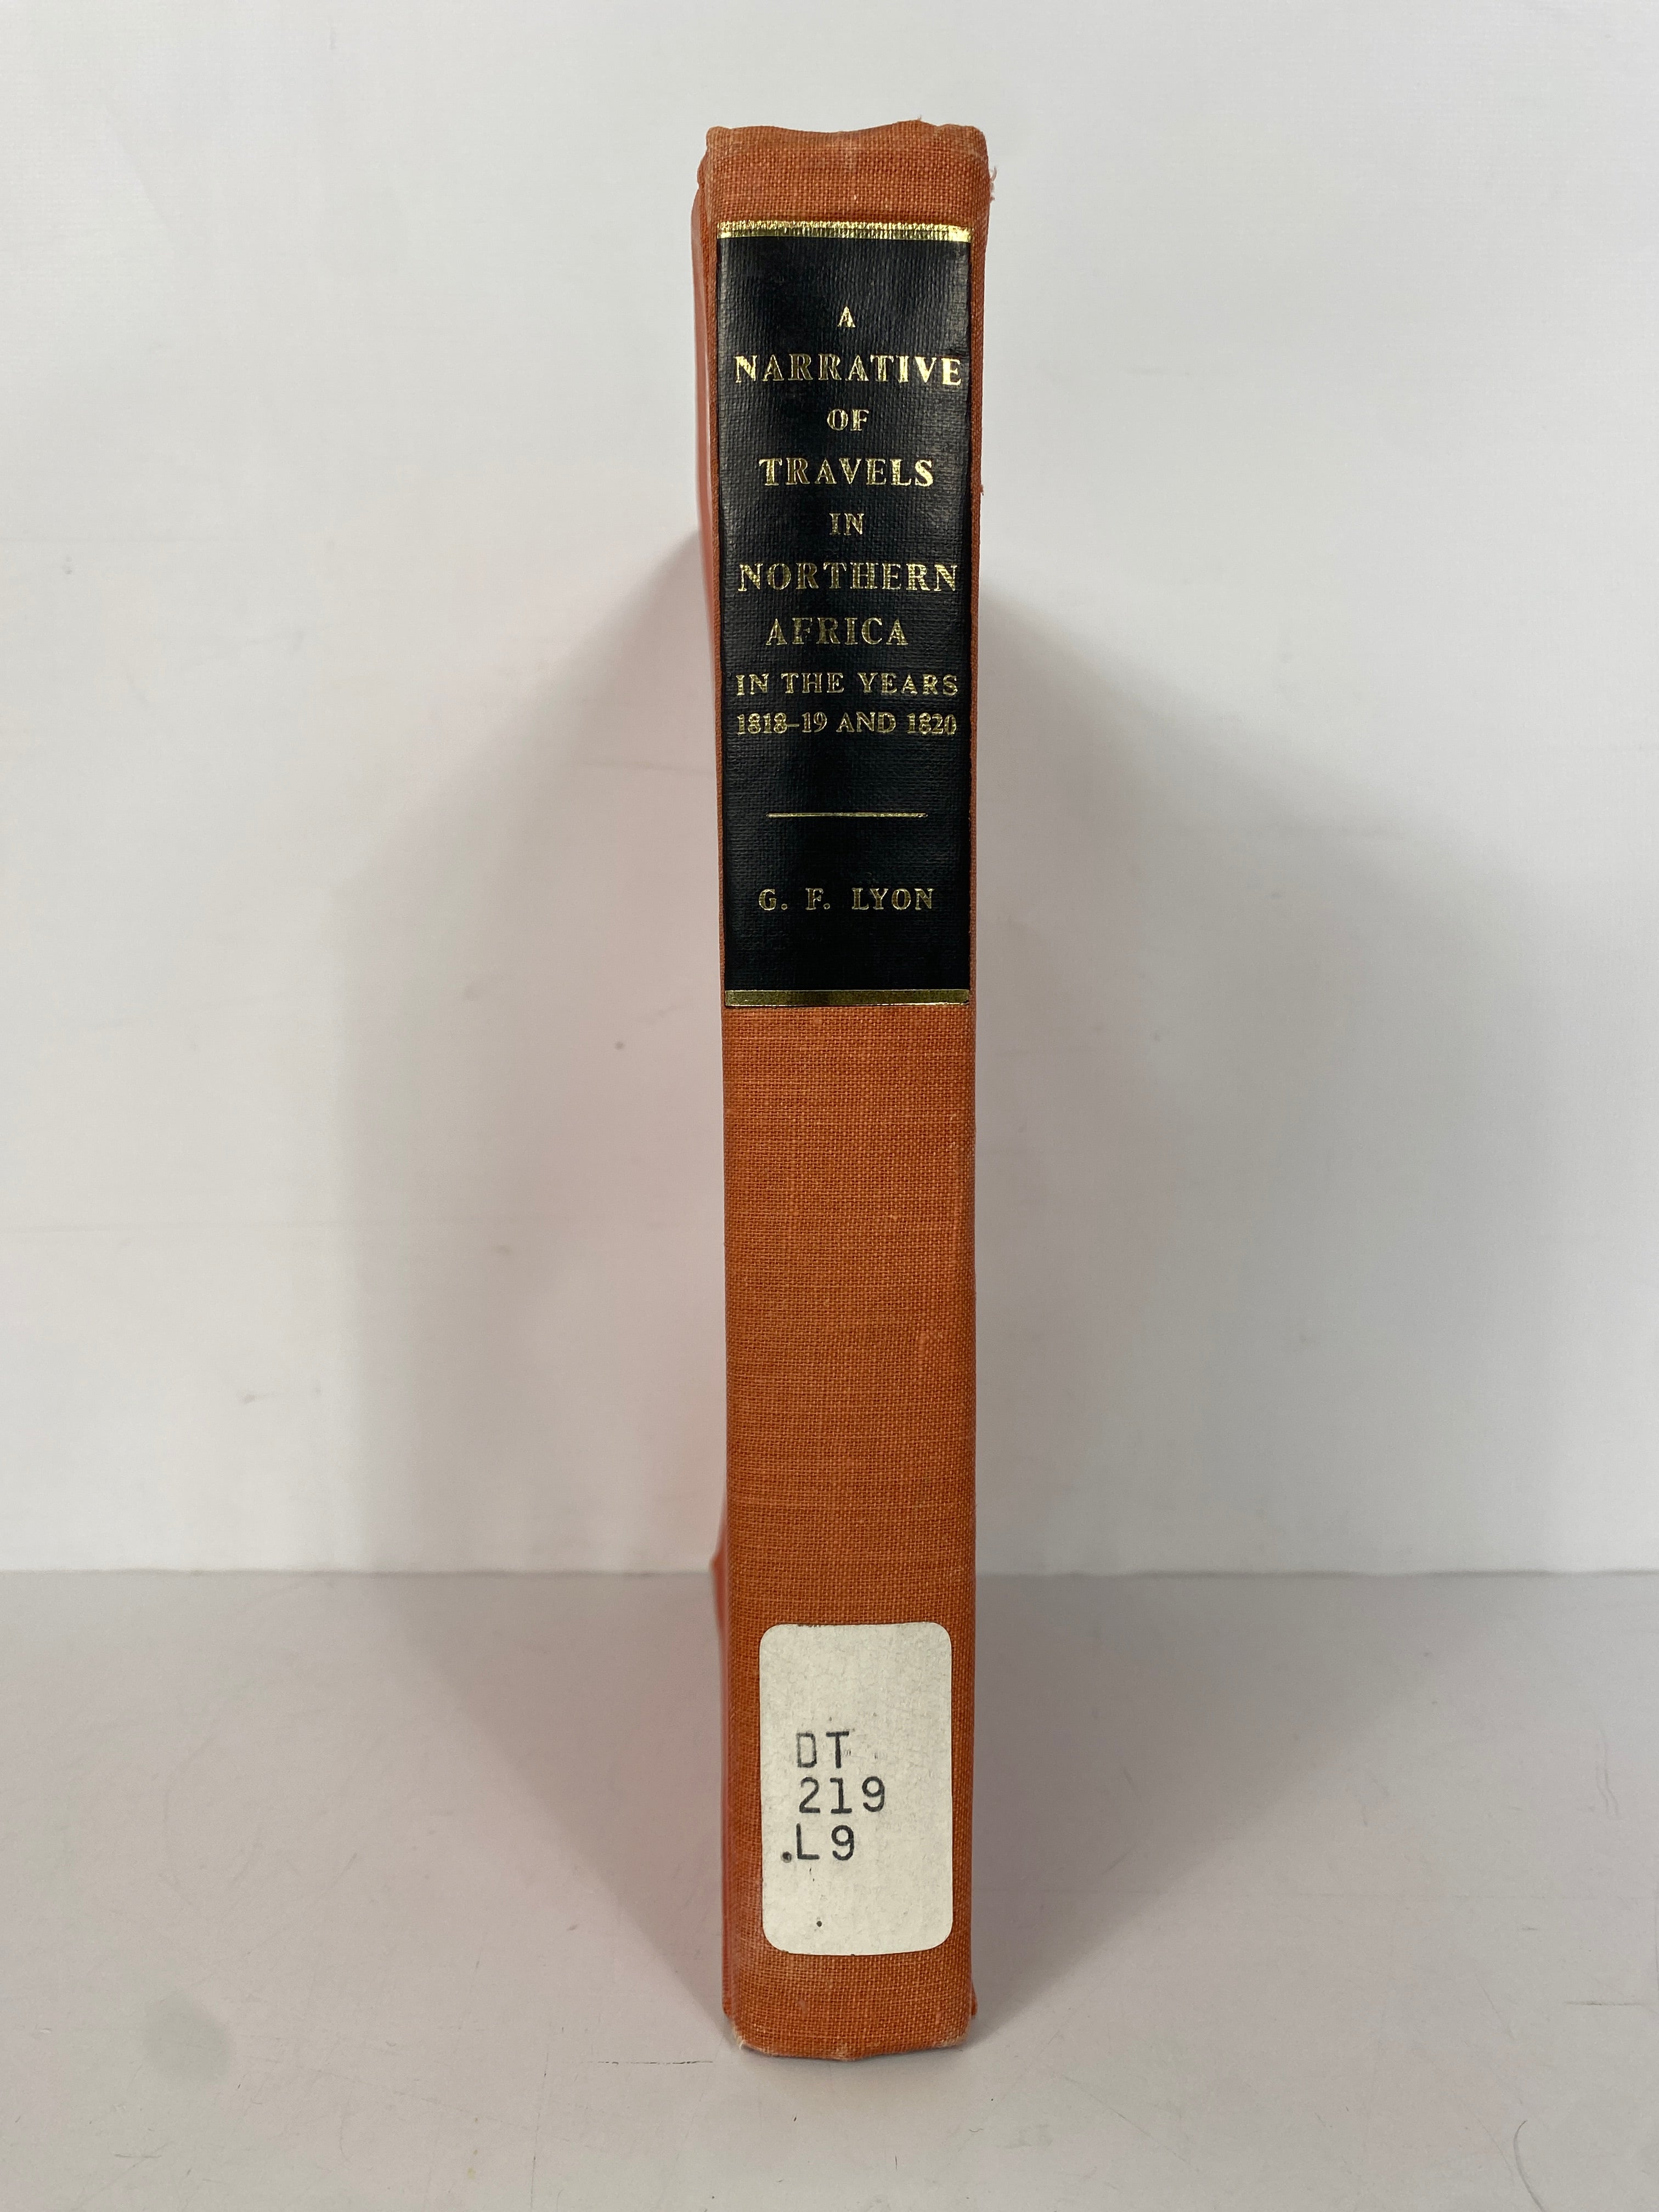 A
NARRATIVE
OF
TRAVELS
IN
NORTHERN
AFRICA
IN THE YEARS
1818–19 AND 1820
G. F. LYON
DT
219
.L9